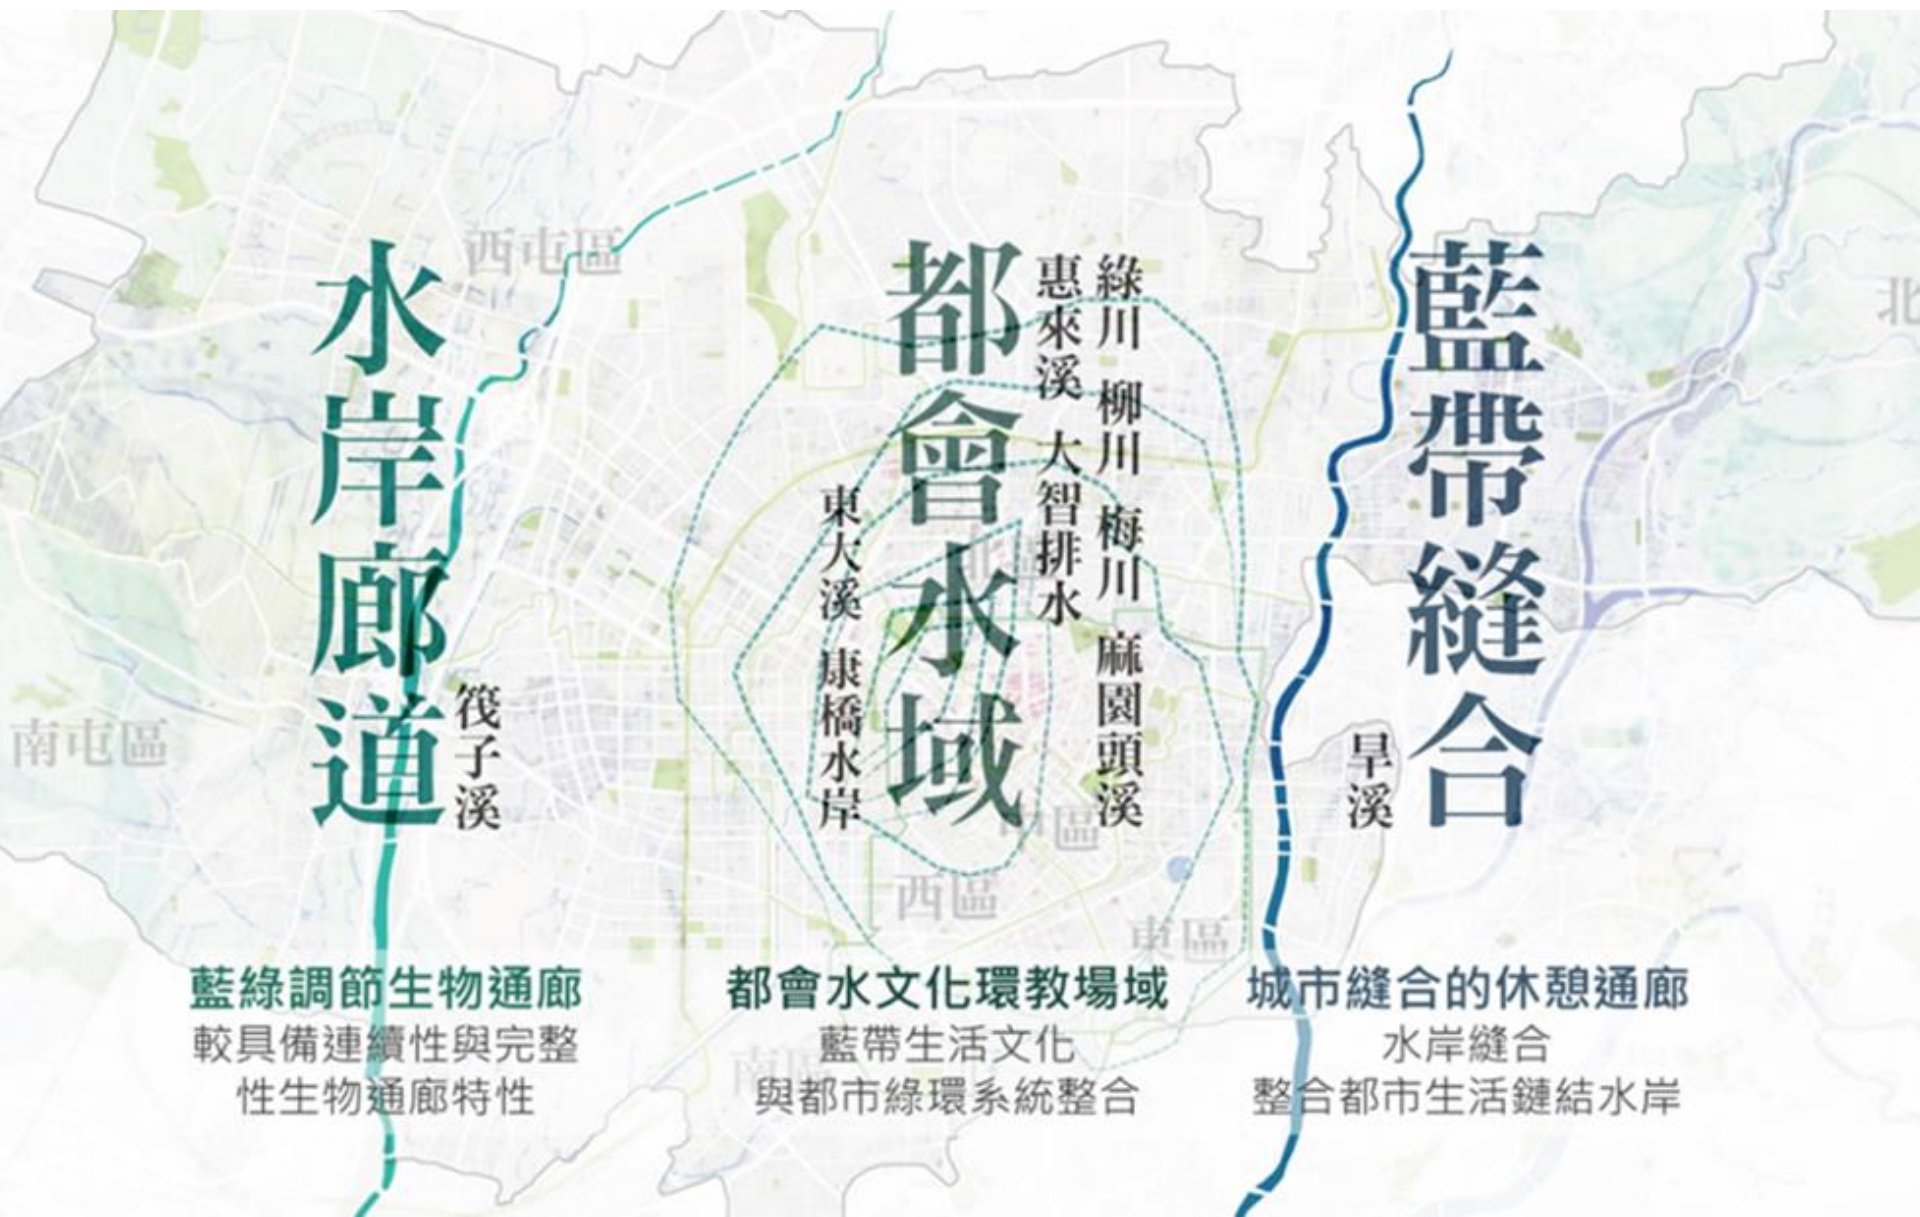 水岸廊道
筏子溪
藍綠調節生物通廊
較具備連續性與完整
性生物通廊特性
都會水域
綠川 柳川 梅川 麻園頭溪
惠來溪 大智排水
東大溪 康橋水岸
都會水文化環教場域
藍帶生活文化
與都市綠環系統整合
藍帶縫合
旱溪
城市縫合的休憩通廊
水岸縫合
整合都市生活鏈結水岸
西屯區
南屯區
北
中區
西區
東區
南區